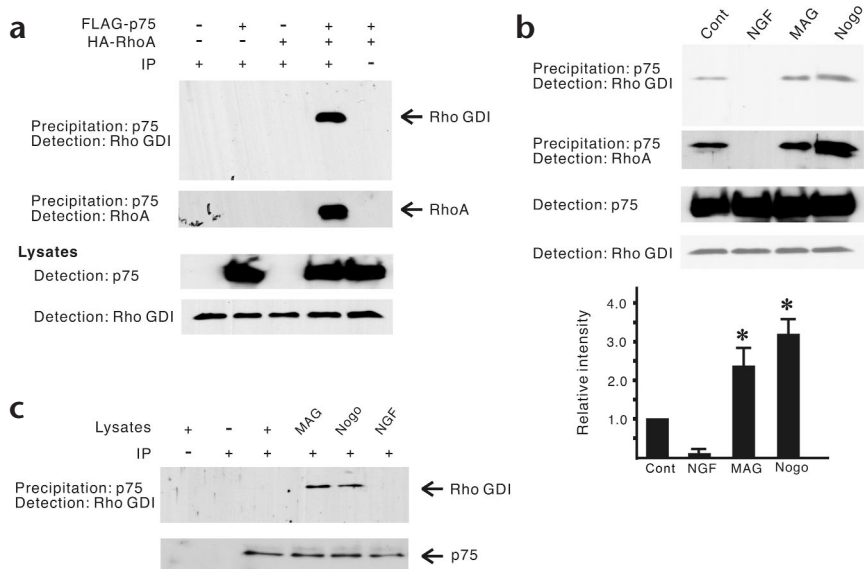 a
FLAG-p75 - + - + +
HA-RhoA - - + + +
IP + + + + -
Precipitation: p75
Detection: Rho GDI
Rho GDI
Precipitation: p75
Detection: RhoA
RhoA
Lysates
Detection: p75
Detection: Rho GDI
b
Cont NGF MAG Nogo
Precipitation: p75
Detection: Rho GDI
Precipitation: p75
Detection: RhoA
Detection: p75
Detection: Rho GDI
Relative intensity
4.0
3.0
2.0
1.0
* *
Cont NGF MAG Nogo
c
Lysates + - + MAG Nogo NGF
IP - + + + + +
Precipitation: p75
Detection: Rho GDI
Rho GDI
p75